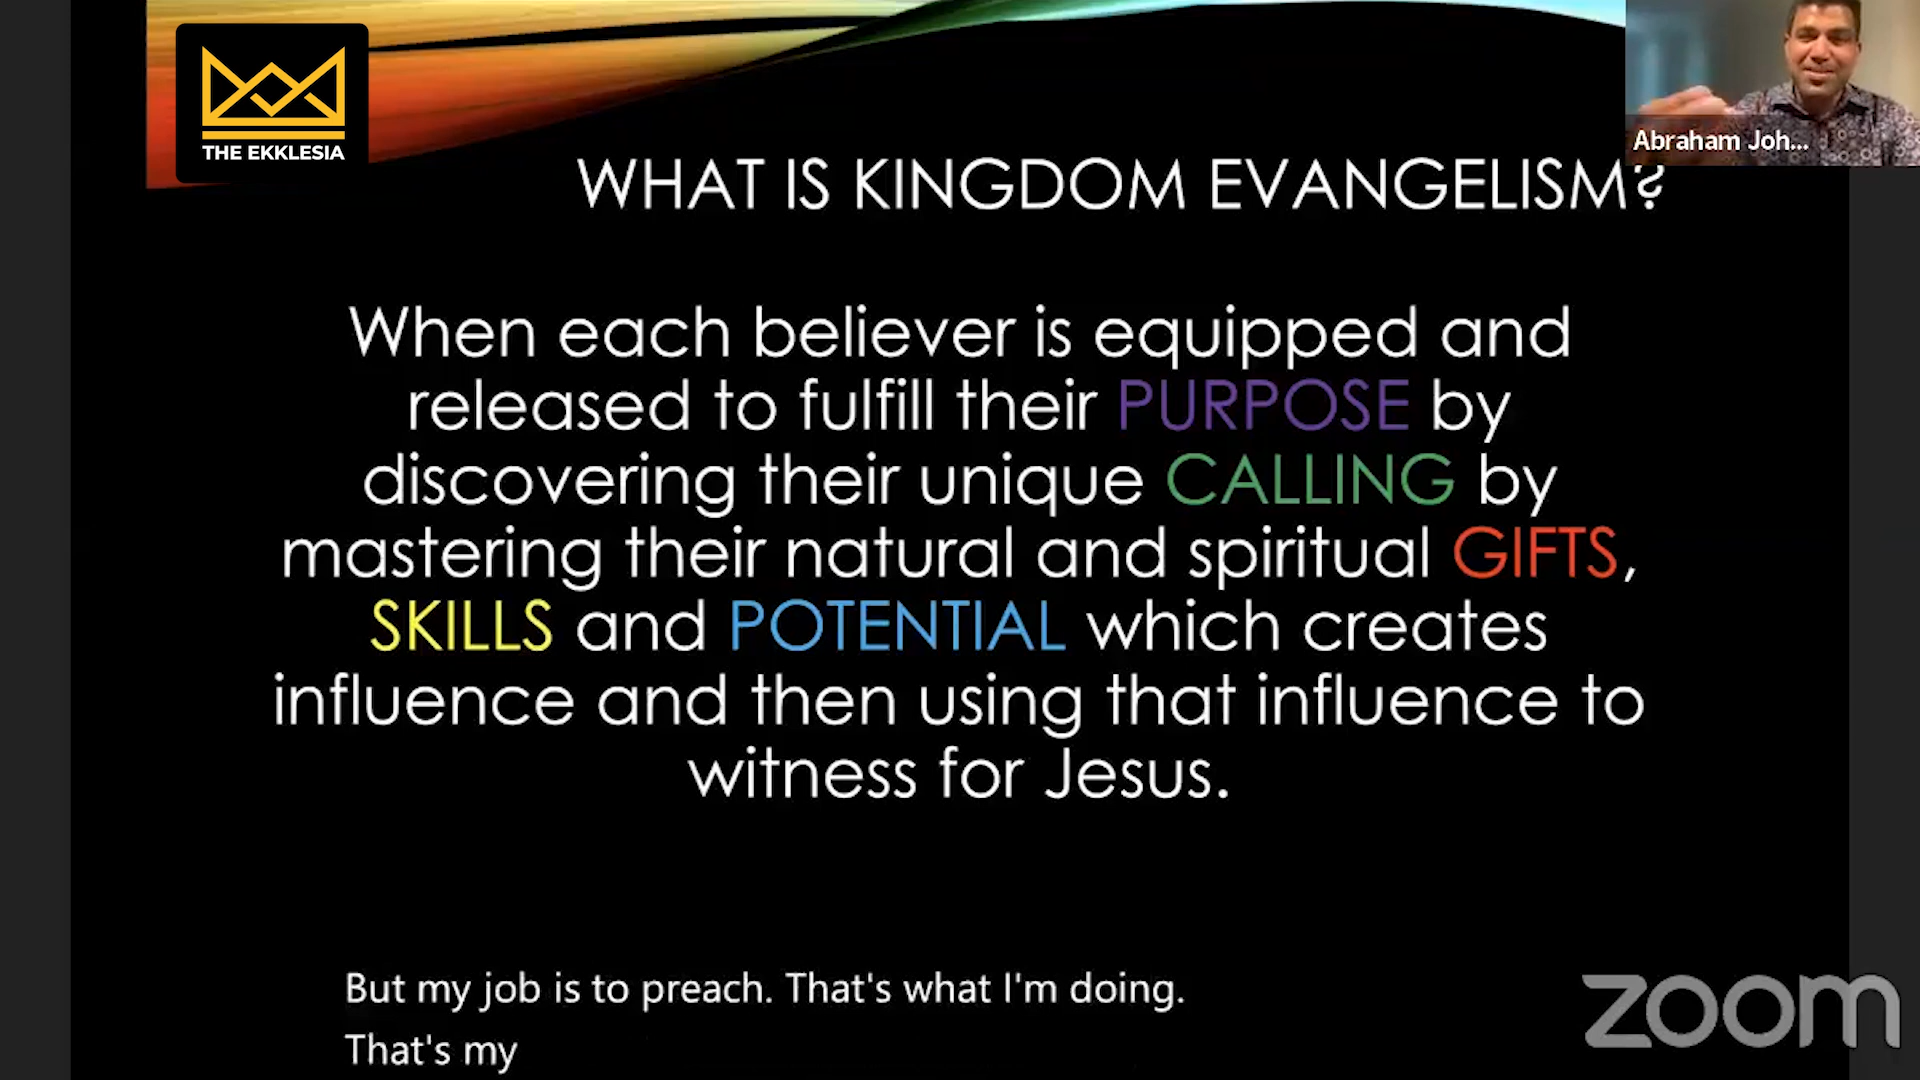 THE EKKLESIA
Abraham Joh...
WHAT IS KINGDOM EVANGELISM?
When each believer is equipped and
released to fulfill their PURPOSE by
discovering their unique CALLING by
mastering their natural and spiritual GIFTS,
SKILLS and POTENTIAL which creates
influence and then using that influence to
witness for Jesus.
But my job is to preach. That's what I'm doing.
That's my
zoom